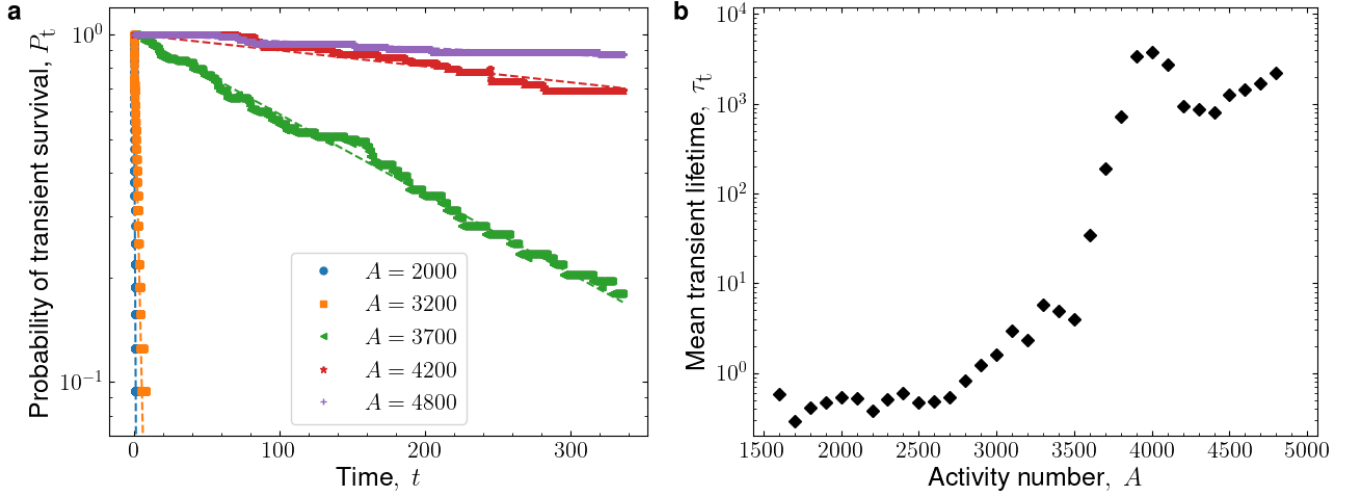 a
Probability of transient survival, P_t
10^0
10^{-1}
A = 2000
A = 3200
A = 3700
A = 4200
A = 4800
0 100 200 300
Time, t
b
Mean transient lifetime, τ_t
10^4
10^3
10^2
10^1
10^0
1500 2000 2500 3000 3500 4000 4500 5000
Activity number, A